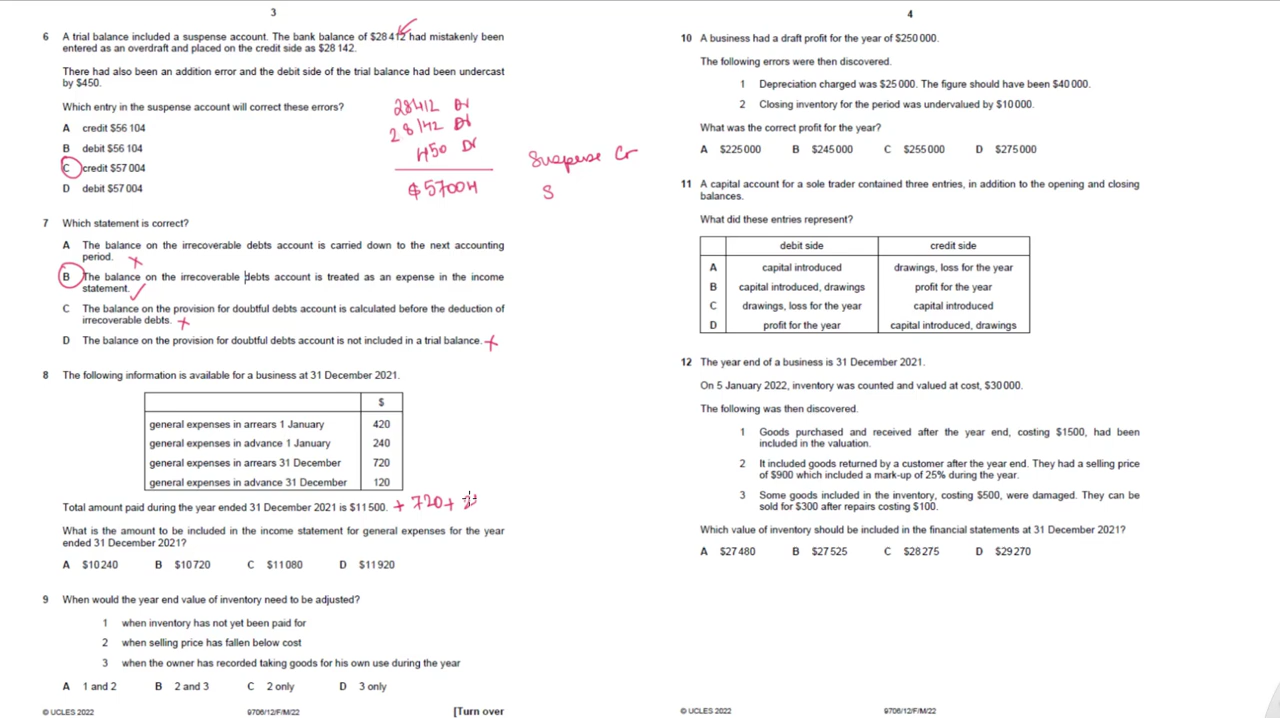 3
6 A trial balance included a suspense account. The bank balance of $28 412 had mistakenly been
entered as an overdraft and placed on the credit side as $28 142.
There had also been an addition error and the debit side of the trial balance had been undercast
by $450.
Which entry in the suspense account will correct these errors?
A credit $56 104
B debit $56 104
C credit $57 004
D debit $57 004
28412 Dr
28142 Dr
450 Dr
$57004
Suspense Cr
S
7 Which statement is correct?
A The balance on the irrecoverable debts account is carried down to the next accounting
period.
B The balance on the irrecoverable debts account is treated as an expense in the income
statement.
C The balance on the provision for doubtful debts account is calculated before the deduction of
irrecoverable debts.
D The balance on the provision for doubtful debts account is not included in a trial balance.
8 The following information is available for a business at 31 December 2021.
$
general expenses in arrears 1 January 420
general expenses in advance 1 January 240
general expenses in arrears 31 December 720
general expenses in advance 31 December 120
Total amount paid during the year ended 31 December 2021 is $11 500. + 720 +
What is the amount to be included in the income statement for general expenses for the year
ended 31 December 2021?
A $10 240 B $10 720 C $11 080 D $11 920
9 When would the year end value of inventory need to be adjusted?
1 when inventory has not yet been paid for
2 when selling price has fallen below cost
3 when the owner has recorded taking goods for his own use during the year
A 1 and 2 B 2 and 3 C 2 only D 3 only
© UCLES 2022 9706/12/F/M/22 [Turn over
4
10 A business had a draft profit for the year of $250 000.
The following errors were then discovered.
1 Depreciation charged was $25 000. The figure should have been $40 000.
2 Closing inventory for the period was undervalued by $10 000.
What was the correct profit for the year?
A $225 000 B $245 000 C $255 000 D $275 000
11 A capital account for a sole trader contained three entries, in addition to the opening and closing
balances.
What did these entries represent?
debit side credit side
A capital introduced drawings, loss for the year
B capital introduced, drawings profit for the year
C drawings, loss for the year capital introduced
D profit for the year capital introduced, drawings
12 The year end of a business is 31 December 2021.
On 5 January 2022, inventory was counted and valued at cost, $30 000.
The following was then discovered.
1 Goods purchased and received after the year end, costing $1500, had been
included in the valuation.
2 It included goods returned by a customer after the year end. They had a selling price
of $900 which included a mark-up of 25% during the year.
3 Some goods included in the inventory, costing $500, were damaged. They can be
sold for $300 after repairs costing $100.
Which value of inventory should be included in the financial statements at 31 December 2021?
A $27 480 B $27 525 C $28 275 D $29 270
© UCLES 2022 9706/12/F/M/22